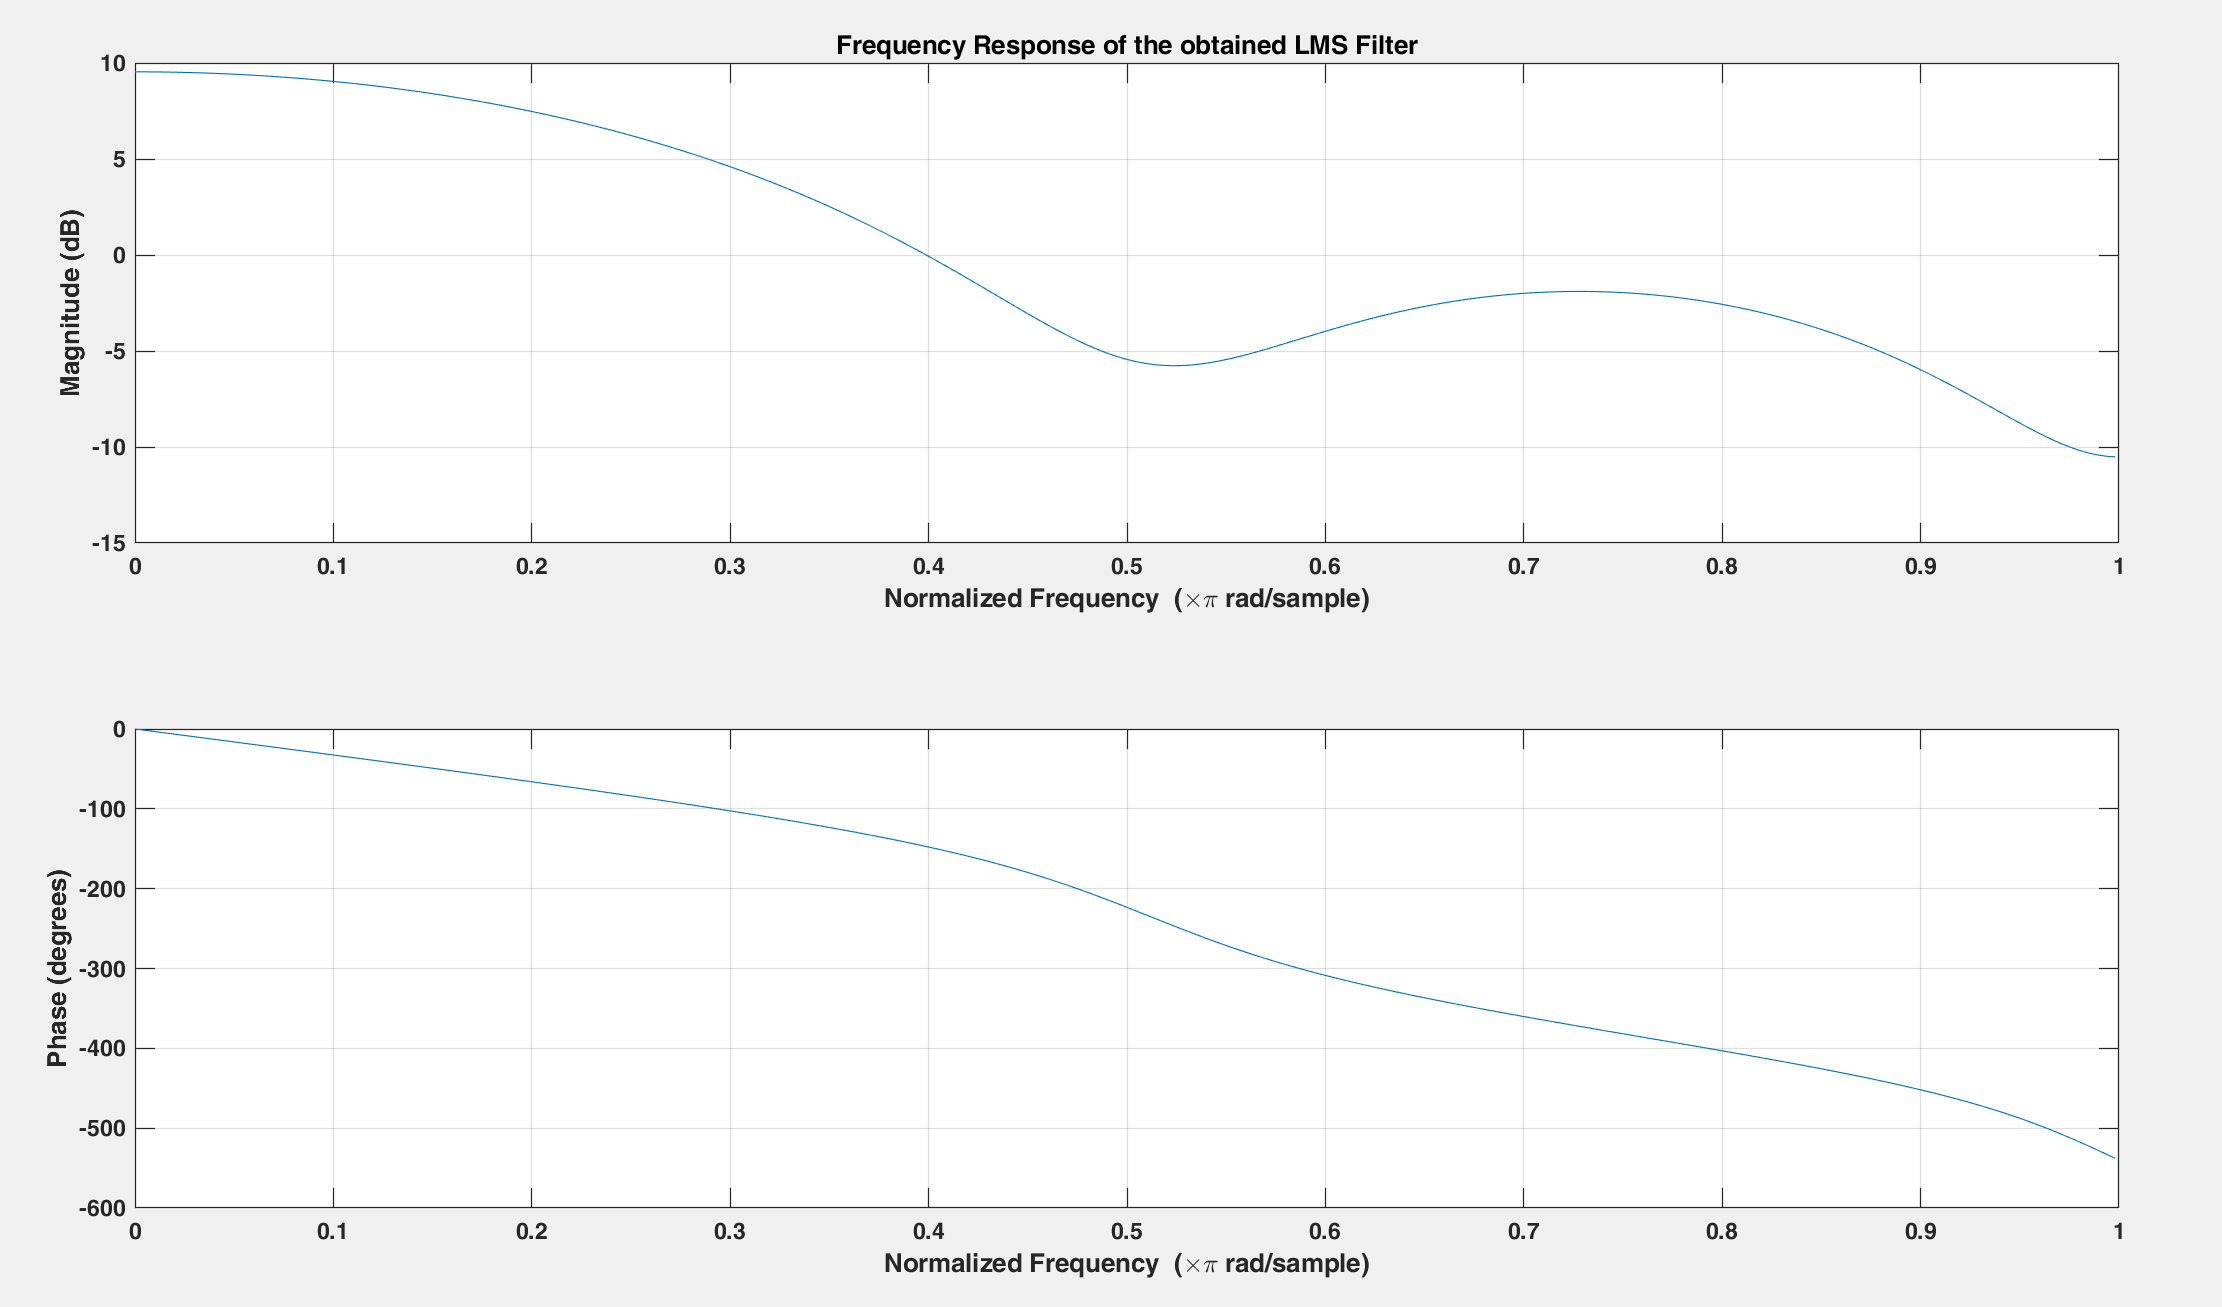 Frequency Response of the obtained LMS Filter
10
5
0
-5
-10
-15
Magnitude (dB)
0 0.1 0.2 0.3 0.4 0.5 0.6 0.7 0.8 0.9 1
Normalized Frequency (×π rad/sample)
0
-100
-200
-300
-400
-500
-600
Phase (degrees)
0 0.1 0.2 0.3 0.4 0.5 0.6 0.7 0.8 0.9 1
Normalized Frequency (×π rad/sample)